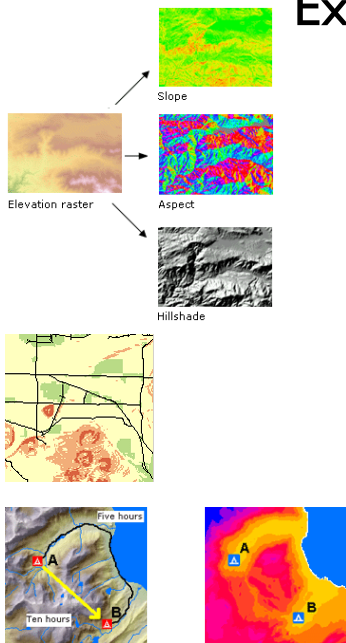 Ex
Slope
Elevation raster
Aspect
Hillshade
Five hours
A
Ten hours
B
A
B